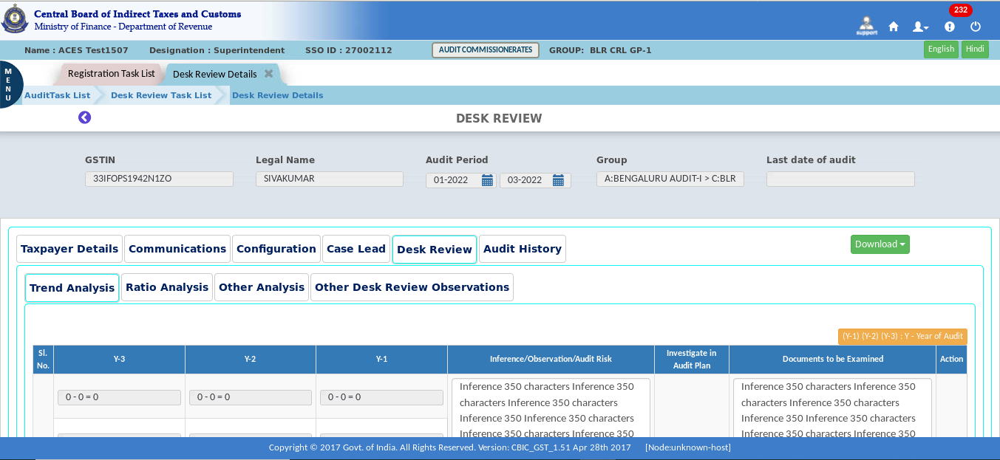 Central Board of Indirect Taxes and Customs
Ministry of Finance - Department of Revenue
232
support
Name : ACES Test1507 Designation : Superintendent SSO ID : 27002112 AUDIT COMMISSIONERATES GROUP: BLR CRL GP-1 English Hindi
MENU
Registration Task List Desk Review Details
AuditTask List Desk Review Task List Desk Review Details
DESK REVIEW
GSTIN Legal Name Audit Period Group Last date of audit
33IFOPS1942N1ZO SIVAKUMAR 01-2022 03-2022 A:BENGALURU AUDIT-I > C:BLR
Taxpayer Details Communications Configuration Case Lead Desk Review Audit History Download
Trend Analysis Ratio Analysis Other Analysis Other Desk Review Observations
(Y-1) (Y-2) (Y-3) : Y - Year of Audit
Sl. No. Y-3 Y-2 Y-1 Inference/Observation/Audit Risk Investigate in Audit Plan Documents to be Examined Action
0 - 0 = 0 0 - 0 = 0 0 - 0 = 0
Inference 350 characters Inference 350 Inference 350 characters Inference 350
characters Inference 350 characters characters Inference 350 characters
Inference 350 Inference 350 characters Inference 350 Inference 350 characters
Inference 350 characters Inference 350 Inference 350 characters Inference 350
Copyright © 2017 Govt. of India. All Rights Reserved. Version: CBIC_GST_1.51 Apr 28th 2017 [Node:unknown-host]